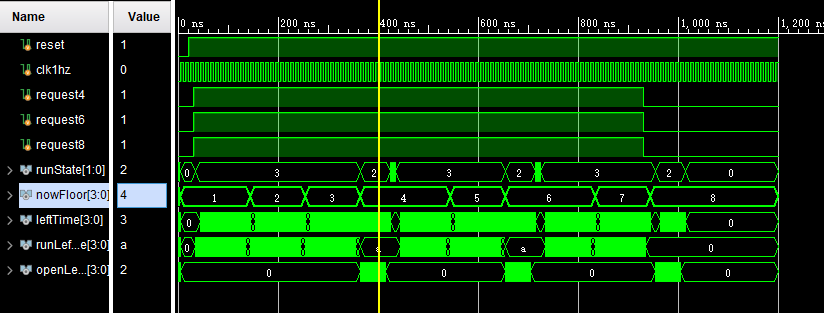 Name Value 0 ns 200 ns 400 ns 600 ns 800 ns 1,000 ns 1,200 ns
reset 1
clk1hz 0
request4 1
request6 1
request8 1
runState[1:0] 2 0 3 2 3 2 3 2 0
nowFloor[3:0] 4 1 2 3 4 5 6 7 8
leftTime[3:0] 3 0 0
runLef...e[3:0] a 0 a a 0
openLe...[3:0] 2 0 0 0 0